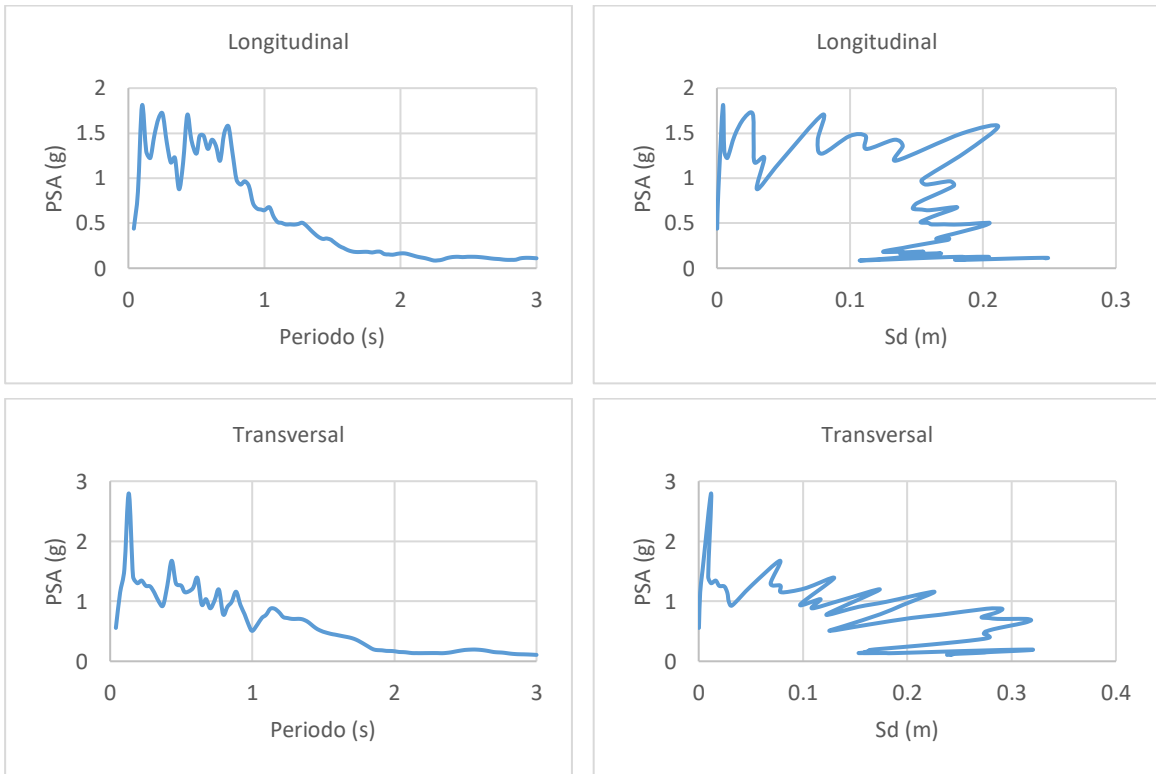 Longitudinal
PSA (g)
2
1.5
1
0.5
0
0 1 2 3
Periodo (s)
Longitudinal
PSA (g)
2
1.5
1
0.5
0
0 0.1 0.2 0.3
Sd (m)
Transversal
PSA (g)
3
2
1
0
0 1 2 3
Periodo (s)
Transversal
PSA (g)
3
2
1
0
0 0.1 0.2 0.3 0.4
Sd (m)